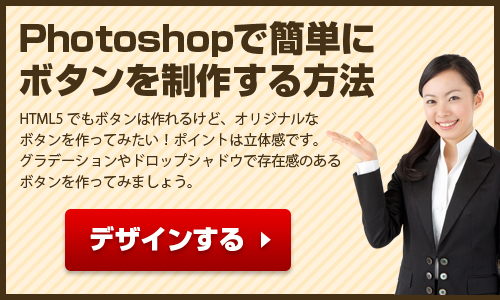 Photoshopで簡単に
ボタンを制作する方法
HTML5 でもボタンは作れるけど、オリジナルな
ボタンを作ってみたい！ポイントは立体感です。
グラデーションやドロップシャドウで存在感のある
ボタンを作ってみましょう。
デザインする